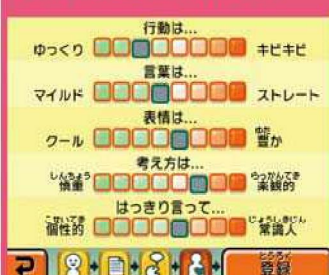 行動は...
ゆっくり キビキビ
言葉は...
マイルド ストレート
表情は...
クール 豊か
考え方は...
慎重 楽観的
はっきり言って...
個性的 常識人